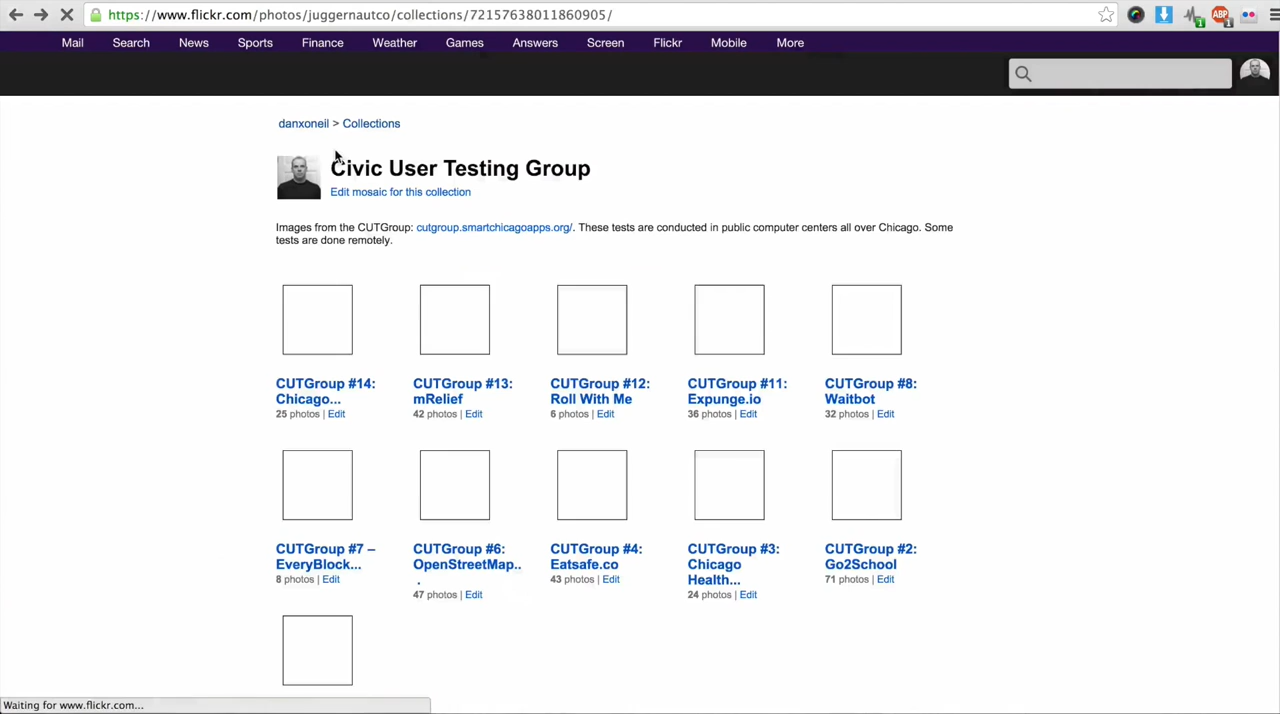 https://www.flickr.com/photos/juggernautco/collections/72157638011860905/
ABP
1
1
Mail Search News Sports Finance Weather Games Answers Screen Flickr Mobile More
danxoneil > Collections
Civic User Testing Group
Edit mosaic for this collection
Images from the CUTGroup: cutgroup.smartchicagoapps.org/. These tests are conducted in public computer centers all over Chicago. Some
tests are done remotely.
CUTGroup #14:
Chicago...
25 photos | Edit
CUTGroup #13:
mRelief
42 photos | Edit
CUTGroup #12:
Roll With Me
6 photos | Edit
CUTGroup #11:
Expunge.io
36 photos | Edit
CUTGroup #8:
Waitbot
32 photos | Edit
CUTGroup #7 –
EveryBlock...
8 photos | Edit
CUTGroup #6:
OpenStreetMap..
.
47 photos | Edit
CUTGroup #4:
Eatsafe.co
43 photos | Edit
CUTGroup #3:
Chicago
Health...
24 photos | Edit
CUTGroup #2:
Go2School
71 photos | Edit
Waiting for www.flickr.com...